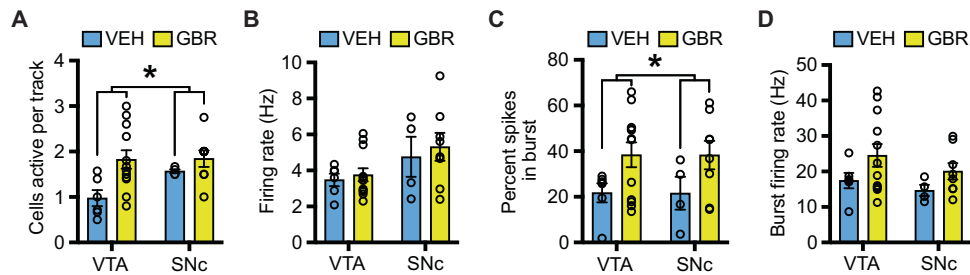 A
VEH GBR
Cells active per track
4
3
2
1
0
*
VTA SNc
B
VEH GBR
Firing rate (Hz)
10
8
6
4
2
0
VTA SNc
C
VEH GBR
Percent spikes
in burst
80
60
40
20
0
*
VTA SNc
D
VEH GBR
Burst firing rate (Hz)
50
40
30
20
10
0
VTA SNc